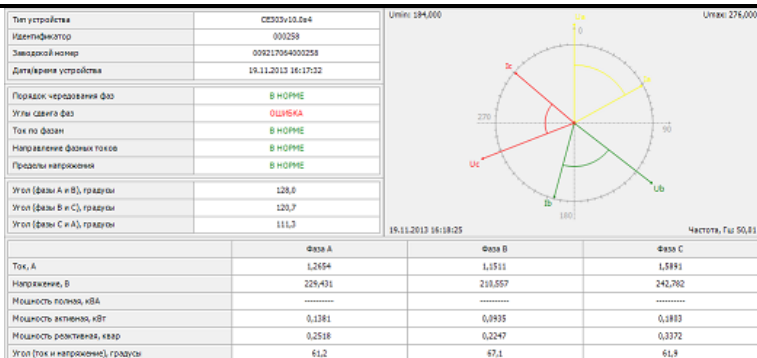 Тип устройства CE303v10.8e4
Идентификатор 000258
Заводской номер 009217064000258
Дата/время устройства 19.11.2013 16:17:32
Порядок чередования фаз В НОРМЕ
Углы сдвига фаз ОШИБКА
Ток по фазам В НОРМЕ
Направление фазных токов В НОРМЕ
Пределы напряжения В НОРМЕ
Угол (фазы А и В), градусы 128,0
Угол (фазы В и С), градусы 120,7
Угол (фазы С и А), градусы 111,3
Umin: 184,000 Umax: 276,000
0
Ic
270 90
Uc
Ub
Ib
180
19.11.2013 16:18:25 Частота, Гц: 50,01
Фаза А Фаза В Фаза С
Ток, А 1,2654 1,1511 1,5891
Напряжение, В 229,431 210,557 242,782
Мощность полная, кВА ---------- ---------- ----------
Мощность активная, кВт 0,1381 0,0935 0,1803
Мощность реактивная, квар 0,2518 0,2247 0,3372
Угол (ток и напряжение), градусы 61,2 67,1 61,9